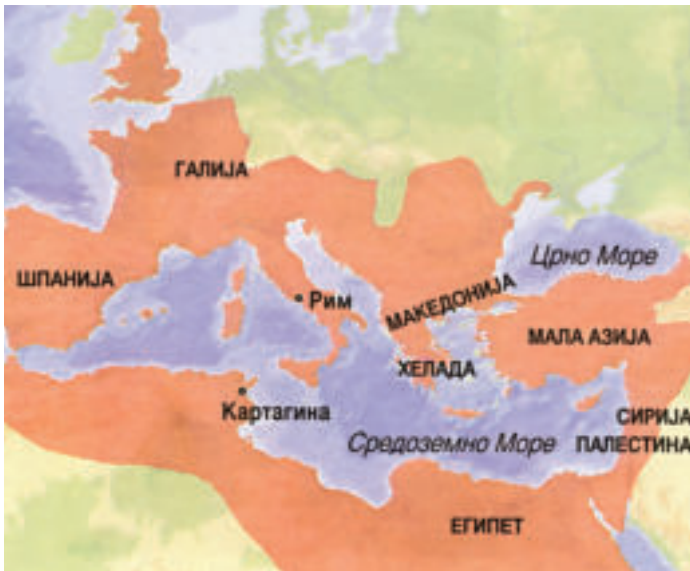 ГАЛИЈА
Црно Море
ШПАНИЈА
Рим
МАКЕДОНИЈА
МАЛА АЗИЈА
ХЕЛАДА
Картагина
СИРИЈА
Средоземно Море
ПАЛЕСТИНА
ЕГИПЕТ